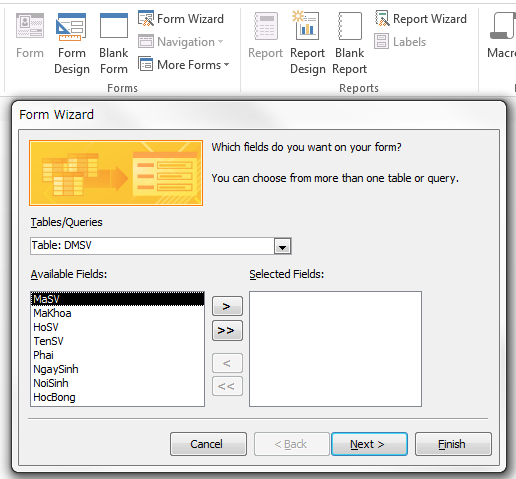 Form
Form
Design
Blank
Form
Form Wizard
Navigation
More Forms
Forms
Report
Report
Design
Blank
Report
Report Wizard
Labels
Reports
Macro
Form Wizard
Which fields do you want on your form?
You can choose from more than one table or query.
Tables/Queries
Table: DMSV
Available Fields:
Selected Fields:
MaSV
MaKhoa
HoSV
TenSV
Phai
NgaySinh
NoiSinh
HocBong
>
>>
<
<<
Cancel
< Back
Next >
Finish